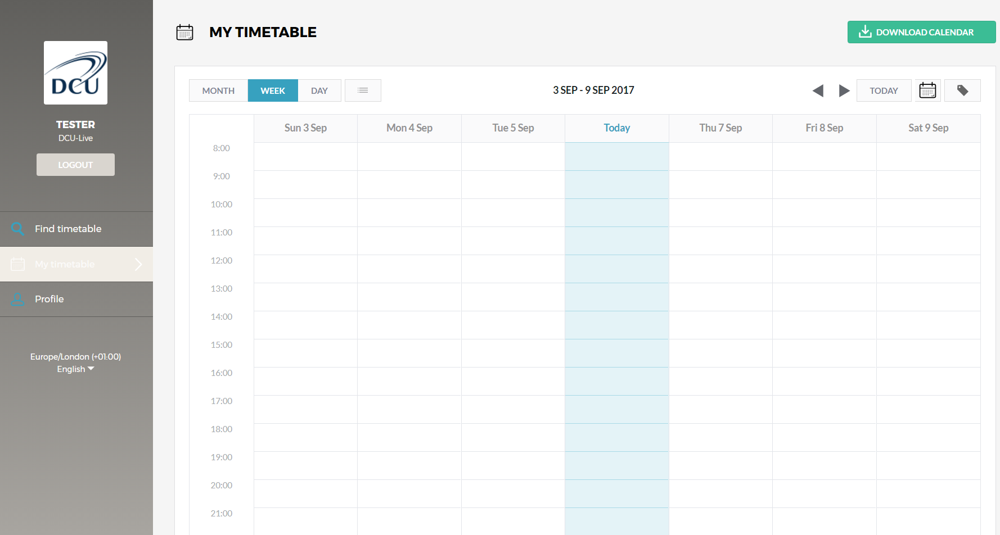 DCU
TESTER
DCU-Live
LOGOUT
Find timetable
My timetable
Profile
Europe/London (+01:00)
English
MY TIMETABLE
DOWNLOAD CALENDAR
MONTH WEEK DAY
3 SEP - 9 SEP 2017
TODAY
Sun 3 Sep Mon 4 Sep Tue 5 Sep Today Thu 7 Sep Fri 8 Sep Sat 9 Sep
8:00
9:00
10:00
11:00
12:00
13:00
14:00
15:00
16:00
17:00
18:00
19:00
20:00
21:00